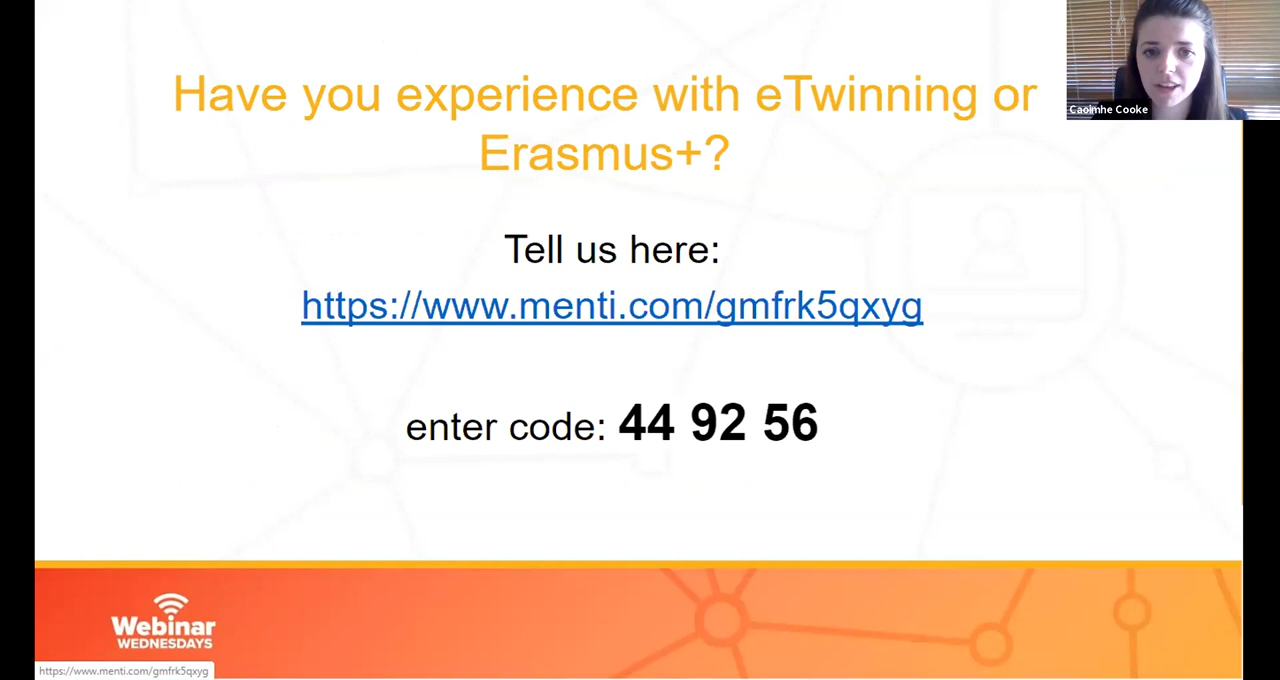 Have you experience with eTwinning or
Erasmus+?
Caoimhe Cooke
Tell us here:
https://www.menti.com/gmfrk5qxyg
enter code: 44 92 56
Webinar
WEDNESDAYS
https://www.menti.com/gmfrk5qxyg